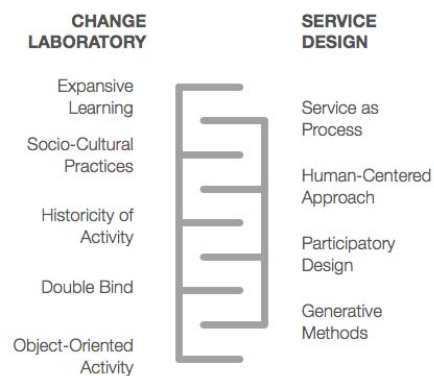 CHANGE
LABORATORY
Expansive
Learning
Socio-Cultural
Practices
Historicity of
Activity
Double Bind
Object-Oriented
Activity
SERVICE
DESIGN
Service as
Process
Human-Centered
Approach
Participatory
Design
Generative
Methods